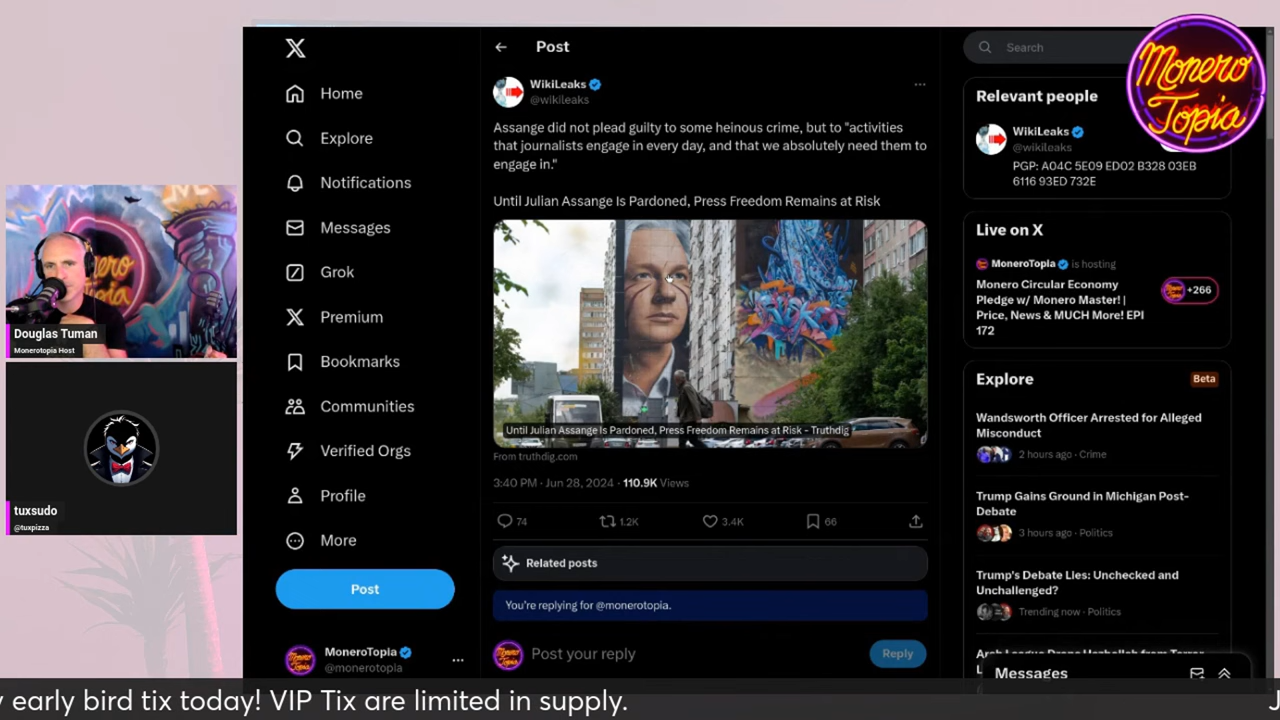 Monero
Topia
Monero
Topia
Douglas Tuman
Monerotopia Host
tuxsudo
@tuxpizza
X
Home
Explore
Notifications
Messages
Grok
Premium
Bookmarks
Communities
Verified Orgs
Profile
More
Post
MoneroTopia
@monerotopia
Post
WikiLeaks
@wikileaks
Assange did not plead guilty to some heinous crime, but to "activities
that journalists engage in every day, and that we absolutely need them to
engage in."
Until Julian Assange Is Pardoned, Press Freedom Remains at Risk
Until Julian Assange Is Pardoned, Press Freedom Remains at Risk - Truthdig
From truthdig.com
3:40 PM · Jun 28, 2024 · 110.9K Views
74
1.2K
3.4K
66
Related posts
You're replying for @monerotopia.
Post your reply
Reply
Search
Relevant people
WikiLeaks
@wikileaks
PGP: A04C 5E09 ED02 B328 03EB
6116 93ED 732E
Live on X
MoneroTopia is hosting
Monero Circular Economy
Pledge w/ Monero Master! |
Price, News & MUCH More! EPI
172
+266
Explore
Beta
Wandsworth Officer Arrested for Alleged
Misconduct
2 hours ago · Crime
Trump Gains Ground in Michigan Post-
Debate
3 hours ago · Politics
Trump's Debate Lies: Unchecked and
Unchallenged?
Trending now · Politics
Messages
early bird tix today! VIP Tix are limited in supply.